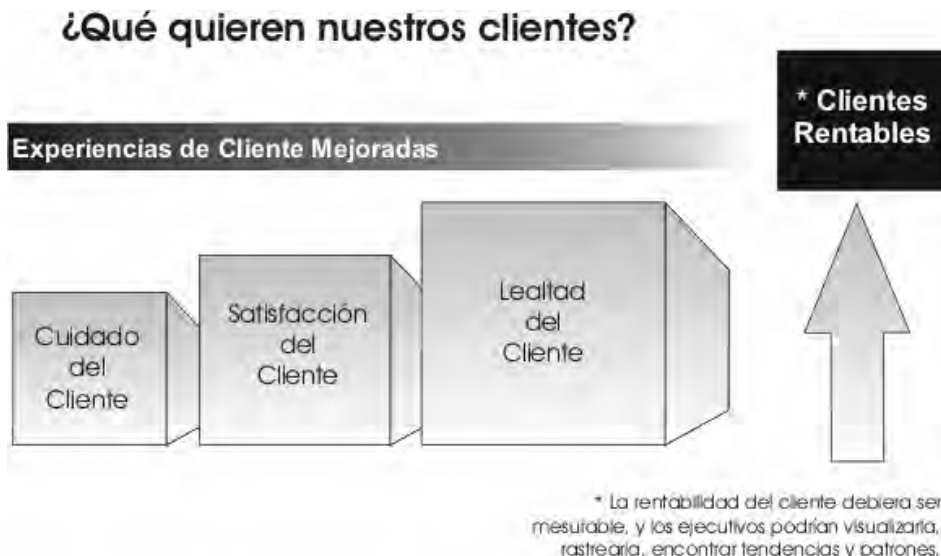 ¿Qué quieren nuestros clientes?
* Clientes
Rentables
Experiencias de Cliente Mejoradas
Cuidado
del
Cliente
Satisfacción
del
Cliente
Lealtad
del
Cliente
* La rentabilidad del cliente debiera ser
mesurable, y los ejecutivos podrían visualizarla,
rastrearla, encontrar tendencias y patrones.